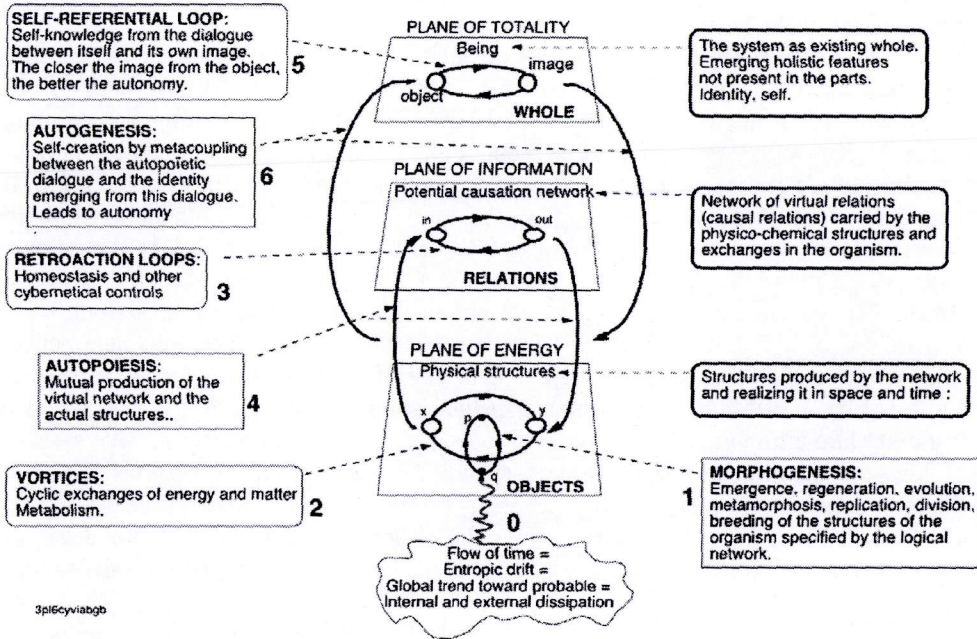 SELF-REFERENTIAL LOOP:
Self-knowledge from the dialogue
between itself and its own image.
The closer the image from the object,
the better the autonomy.
5
AUTOGENESIS:
Self-creation by metacoupling
between the autopoïetic
dialogue and the identity
emerging from this dialogue.
Leads to autonomy
6
RETROACTION LOOPS:
Homeostasis and other
cybernetical controls
3
AUTOPOIESIS:
Mutual production of the
virtual network and the
actual structures..
4
VORTICES:
Cyclic exchanges of energy and matter
Metabolism.
2
PLANE OF TOTALITY
Being
image
object
WHOLE
PLANE OF INFORMATION
Potential causation network
in
out
RELATIONS
PLANE OF ENERGY
Physical structures
x
y
p
q
OBJECTS
0
Flow of time =
Entropic drift =
Global trend toward probable =
Internal and external dissipation
The system as existing whole.
Emerging holistic features
not present in the parts.
Identity, self.
Network of virtual relations
(causal relations) carried by the
physico-chemical structures and
exchanges in the organism.
Structures produced by the network
and realizing it in space and time :
1
MORPHOGENESIS:
Emergence, regeneration, evolution,
metamorphosis, replication, division,
breeding of the structures of the
organism specified by the logical
network.
3pl6cyviabgb